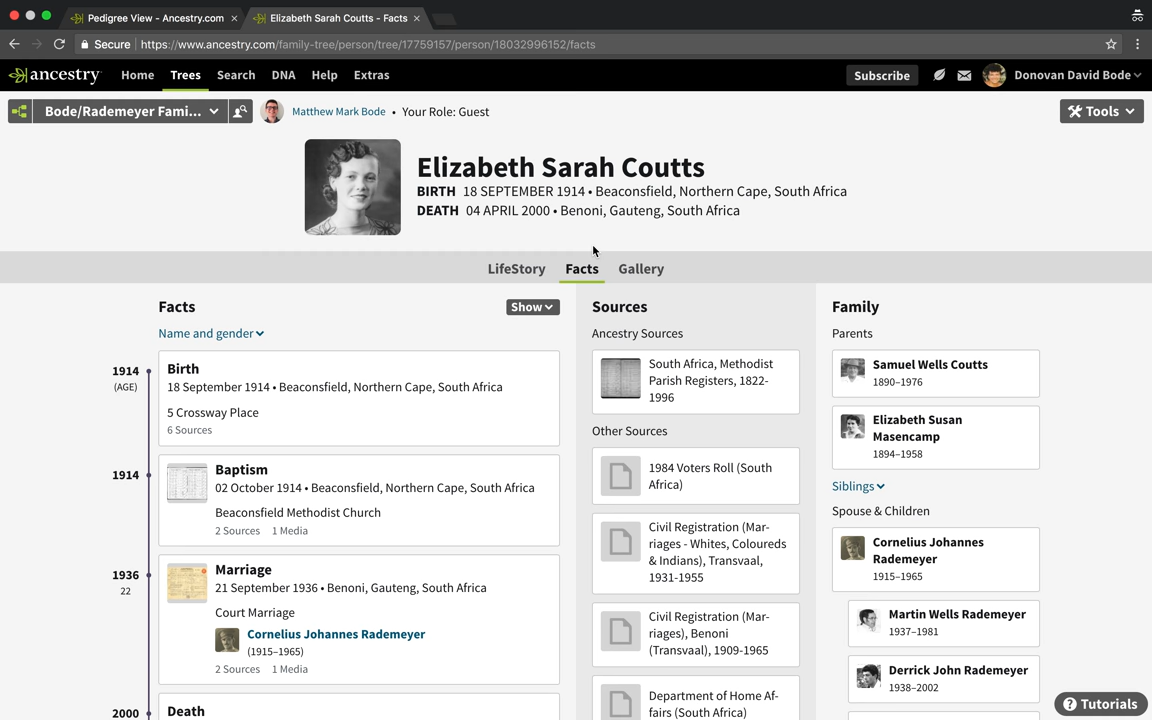 Pedigree View - Ancestry.com
Elizabeth Sarah Coutts - Facts
Secure
https://www.ancestry.com/family-tree/person/tree/17759157/person/18032996152/facts
ancestry
Home
Trees
Search
DNA
Help
Extras
Subscribe
Donovan David Bode
Bode/Rademeyer Fami...
Matthew Mark Bode • Your Role: Guest
Tools
Elizabeth Sarah Coutts
BIRTH 18 SEPTEMBER 1914 • Beaconsfield, Northern Cape, South Africa
DEATH 04 APRIL 2000 • Benoni, Gauteng, South Africa
LifeStory
Facts
Gallery
Facts
Show
Name and gender
1914
(AGE)
Birth
18 September 1914 • Beaconsfield, Northern Cape, South Africa
5 Crossway Place
6 Sources
1914
Baptism
02 October 1914 • Beaconsfield, Northern Cape, South Africa
Beaconsfield Methodist Church
2 Sources 1 Media
1936
22
Marriage
21 September 1936 • Benoni, Gauteng, South Africa
Court Marriage
Cornelius Johannes Rademeyer
(1915–1965)
2 Sources 1 Media
2000
Death
Sources
Ancestry Sources
South Africa, Methodist
Parish Registers, 1822-
1996
Other Sources
1984 Voters Roll (South
Africa)
Civil Registration (Mar-
riages - Whites, Coloureds
& Indians), Transvaal,
1931-1955
Civil Registration (Mar-
riages), Benoni
(Transvaal), 1909-1965
Department of Home Af-
fairs (South Africa)
Family
Parents
Samuel Wells Coutts
1890–1976
Elizabeth Susan
Masencamp
1894–1958
Siblings
Spouse & Children
Cornelius Johannes
Rademeyer
1915–1965
Martin Wells Rademeyer
1937–1981
Derrick John Rademeyer
1938–2002
? Tutorials